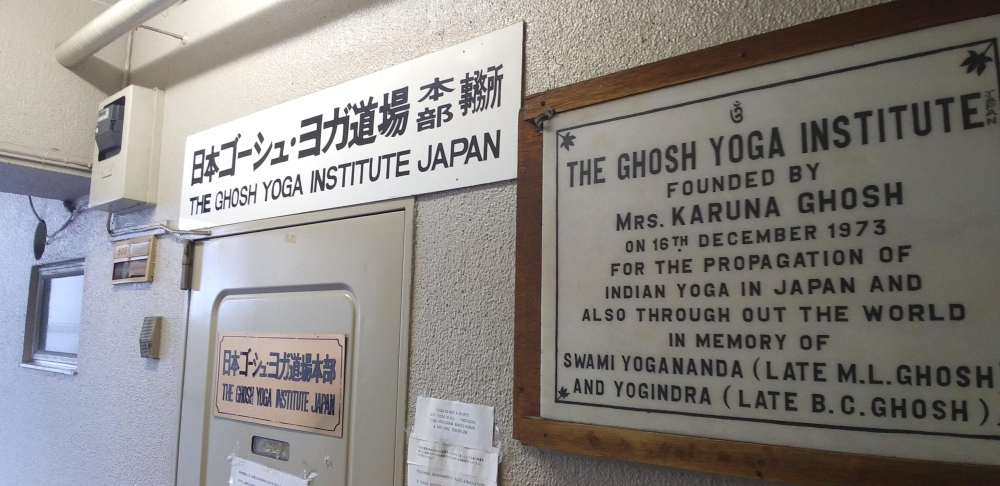 日本ゴーシュ・ヨガ道場 本部 事務所
THE GHOSH YOGA INSTITUTE JAPAN
日本ゴーシュ・ヨガ道場本部
THE GHOSH YOGA INSTITUTE JAPAN
ॐ
THE GHOSH YOGA INSTITUTE JAPAN
FOUNDED BY
MRS. KARUNA GHOSH
ON 16TH DECEMBER 1973
FOR THE PROPAGATION OF
INDIAN YOGA IN JAPAN AND
ALSO THROUGH OUT THE WORLD
IN MEMORY OF
SWAMI YOGANANDA (LATE M.L.GHOSH
AND YOGINDRA (LATE B.C.GHOSH)